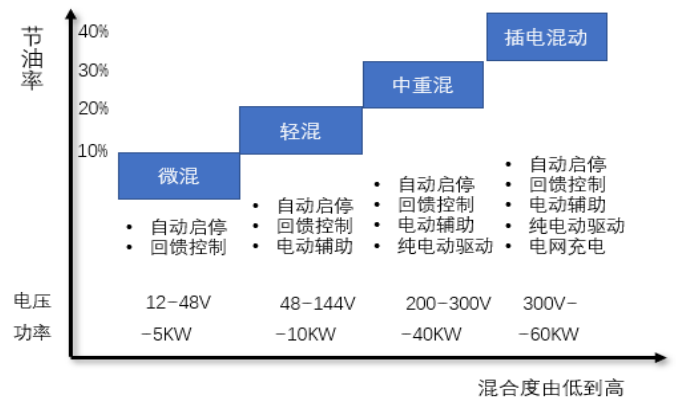 节油率
40%
30%
20%
10%
插电混动
中重混
轻混
微混
• 自动启停
• 回馈控制
• 自动启停
• 回馈控制
• 电动辅助
• 自动启停
• 回馈控制
• 电动辅助
• 纯电动驱动
• 自动启停
• 回馈控制
• 电动辅助
• 纯电动驱动
• 电网充电
电压 12-48V 48-144V 200-300V 300V-
功率 -5KW -10KW -40KW -60KW
混合度由低到高